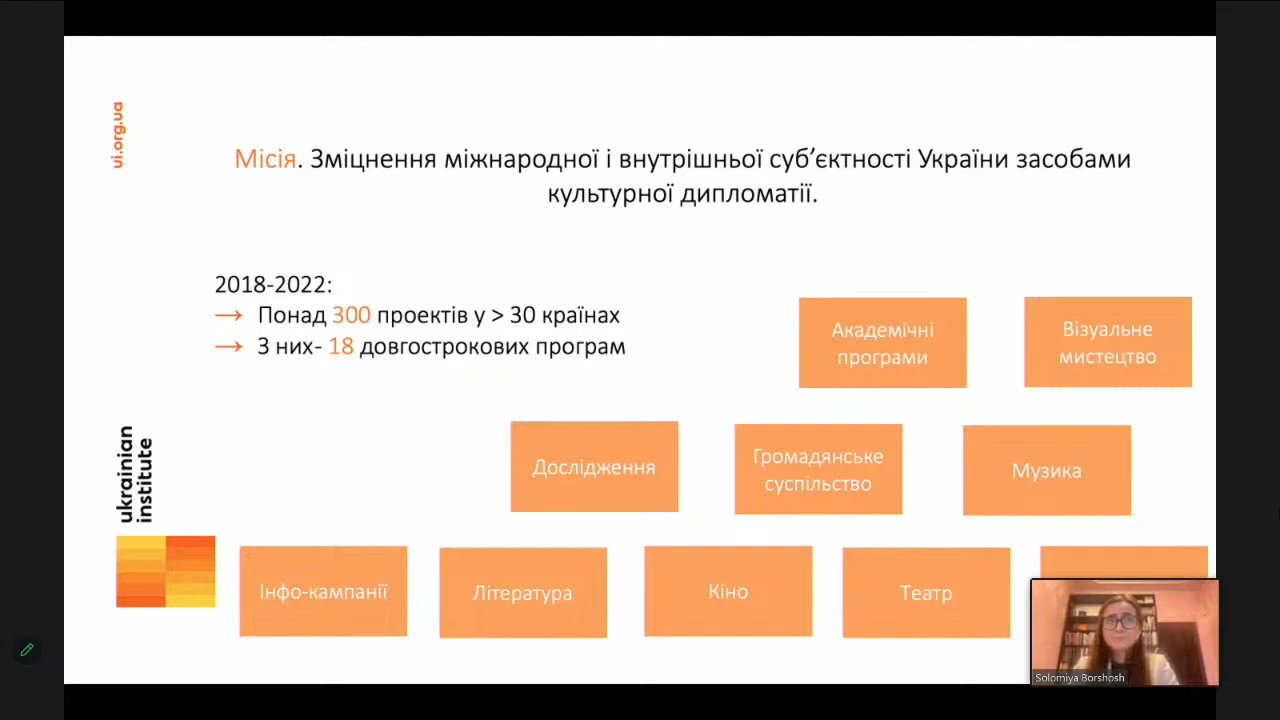 ui.org.ua
Місія. Зміцнення міжнародної і внутрішньої суб’єктності України засобами
культурної дипломатії.
2018-2022:
→ Понад 300 проектів у > 30 країнах
→ З них- 18 довгострокових програм
Академічні
програми
Візуальне
мистецтво
Дослідження
Громадянське
суспільство
Музика
ukrainian
institute
Інфо-кампанії
Література
Кіно
Театр
Solomiya Borshosh